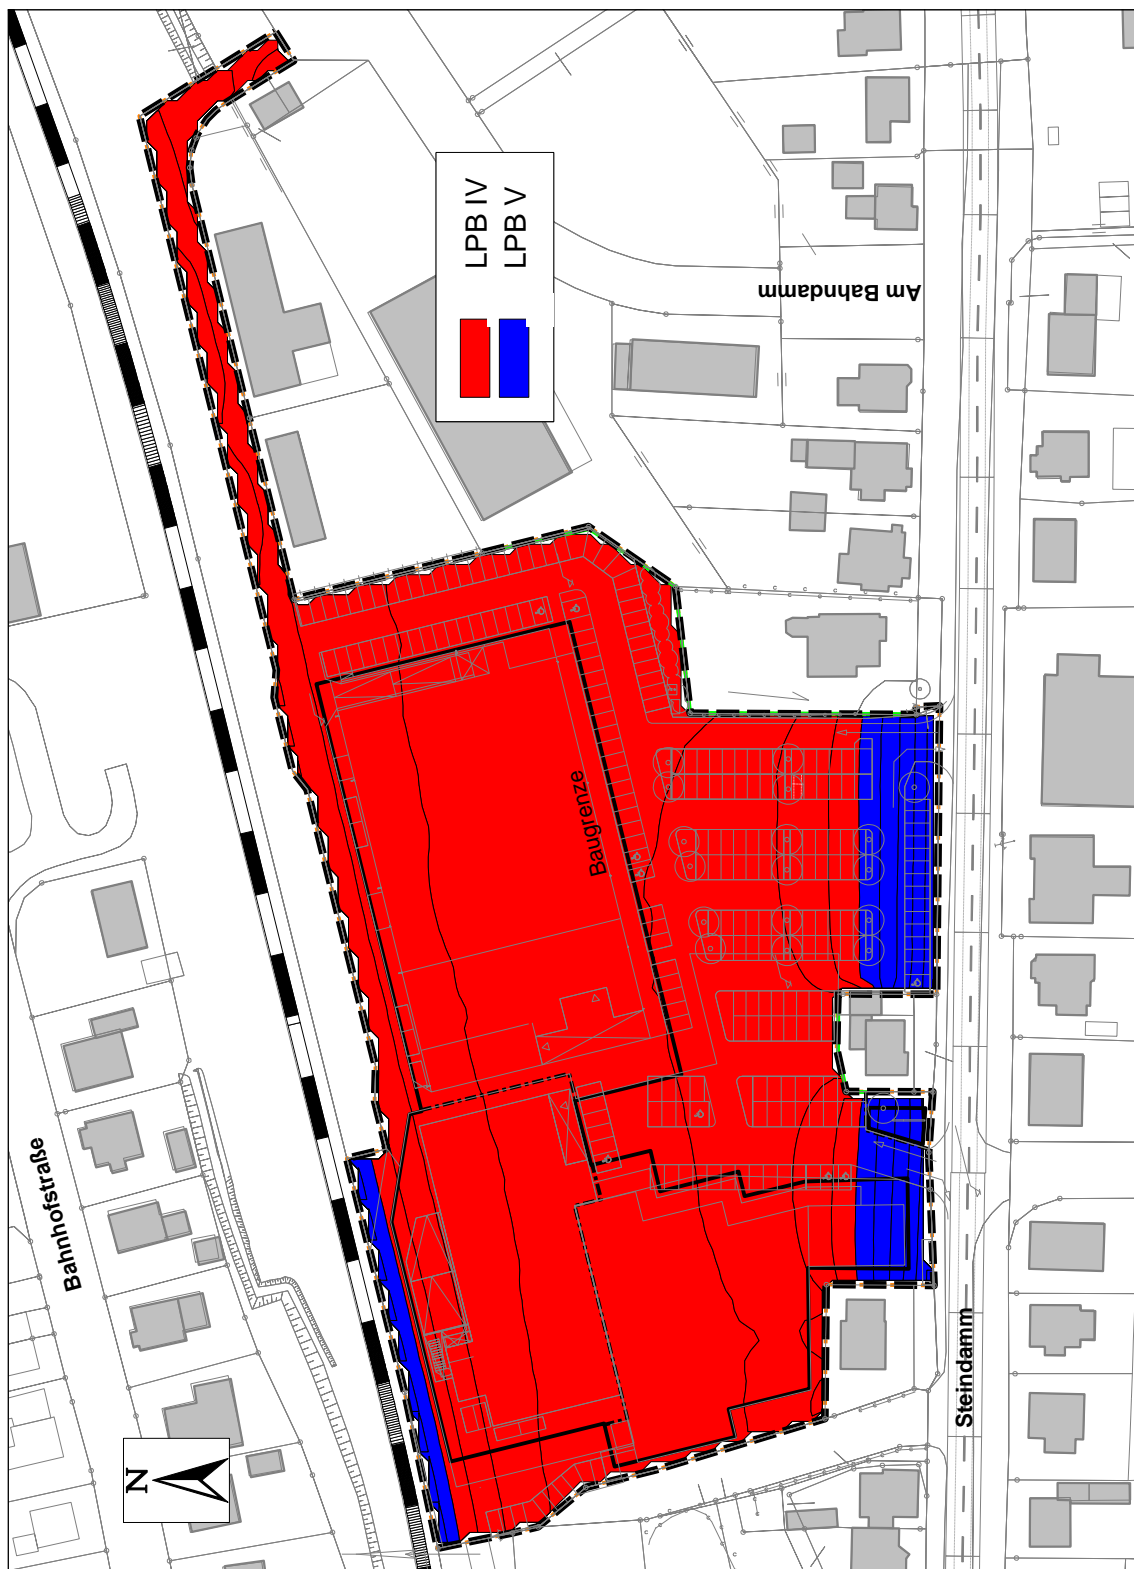 LPB IV
LPB V
Am Bahndamm
Baugrenze
Bahnhofstraße
N
Steindamm